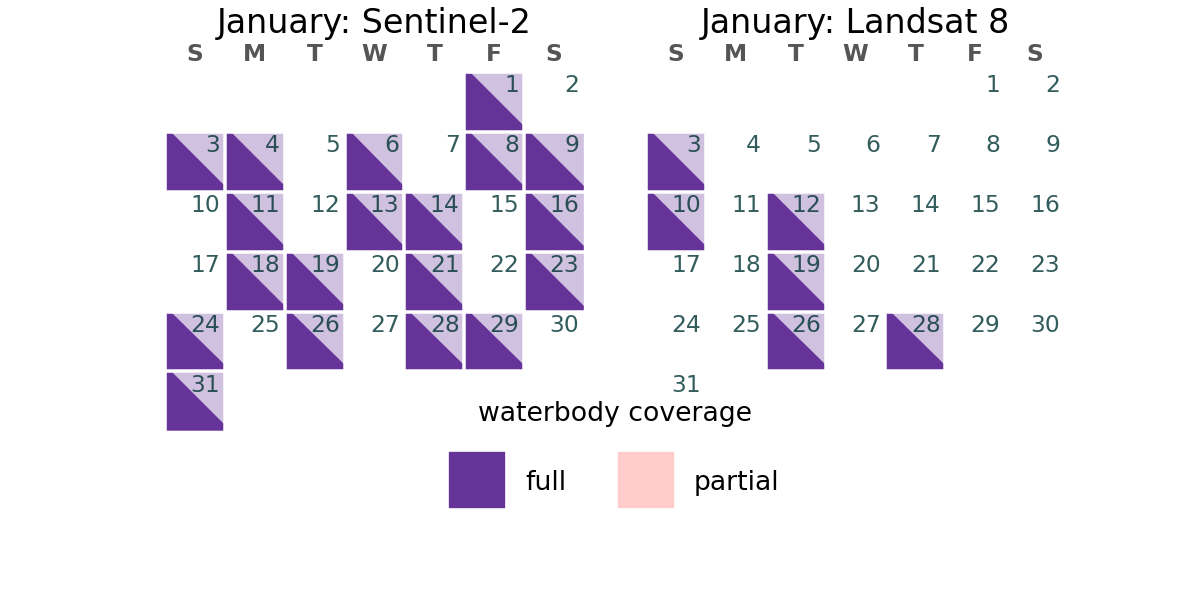 January: Sentinel-2
S M T W T F S
1 2
3 4 5 6 7 8 9
10 11 12 13 14 15 16
17 18 19 20 21 22 23
24 25 26 27 28 29 30
31
January: Landsat 8
S M T W T F S
1 2
3 4 5 6 7 8 9
10 11 12 13 14 15 16
17 18 19 20 21 22 23
24 25 26 27 28 29 30
31
waterbody coverage
full partial